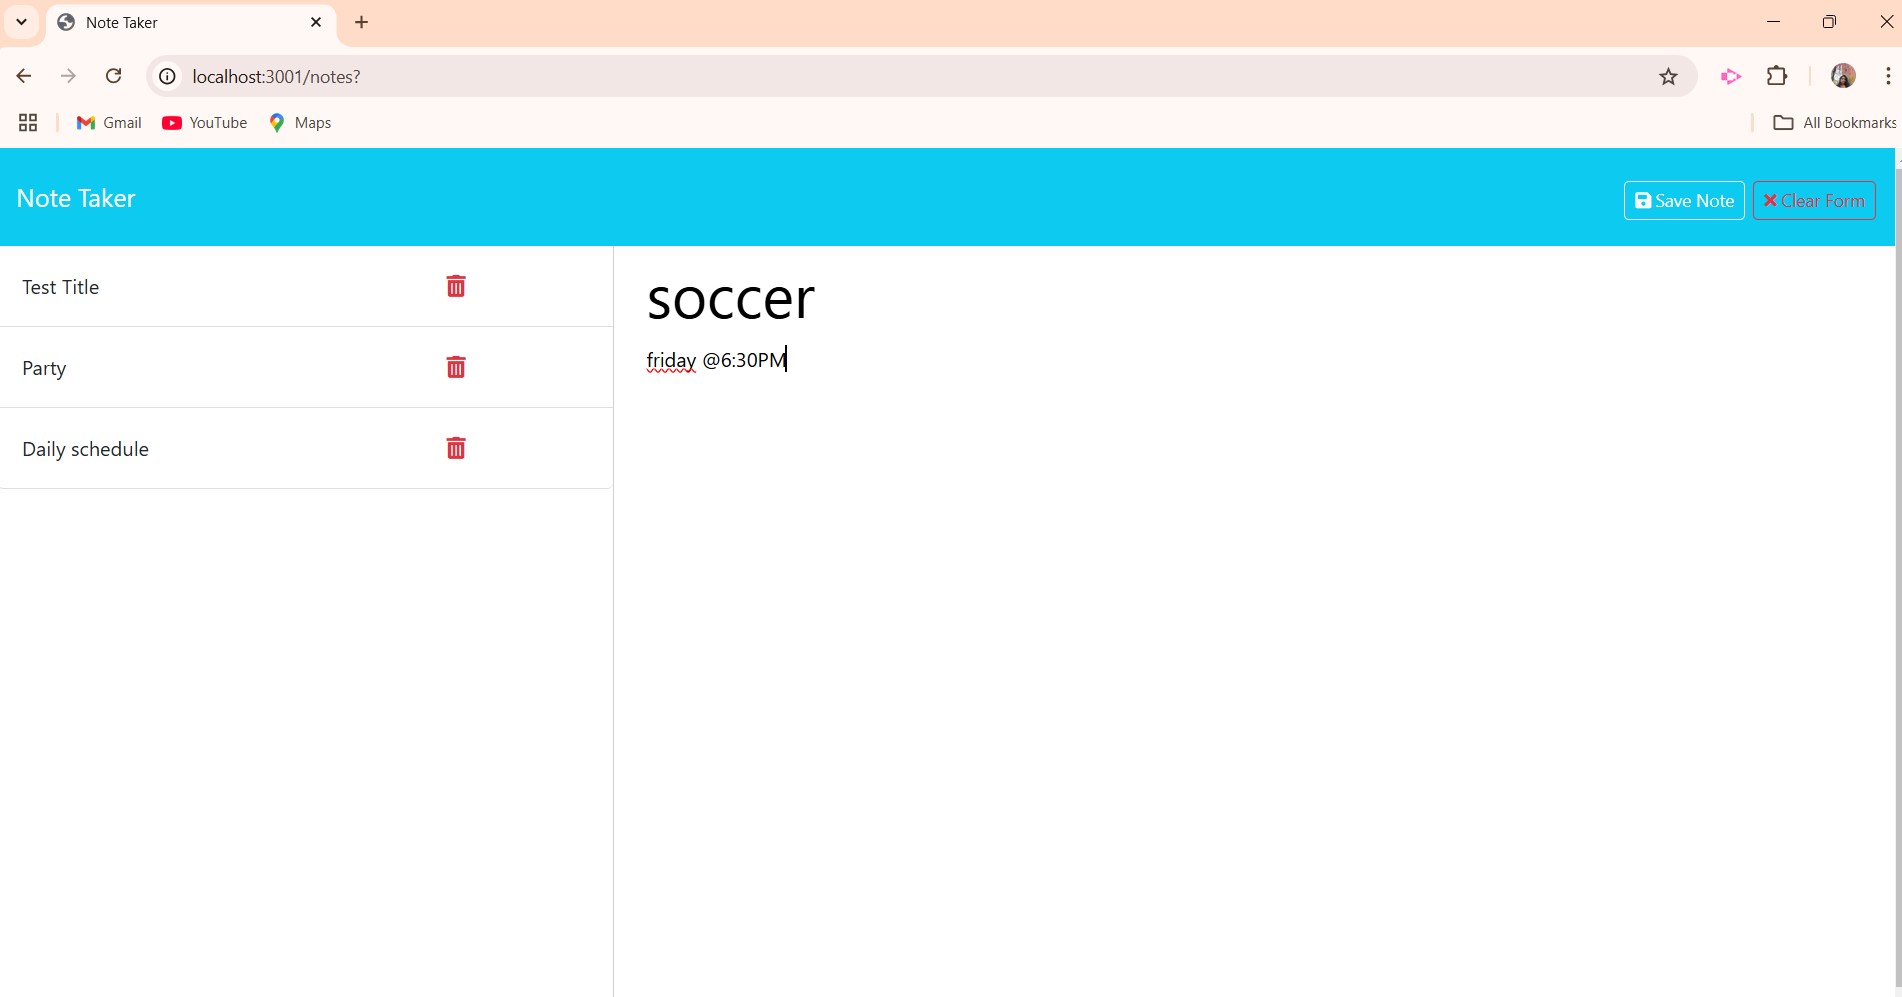 Note Taker
localhost:3001/notes?
Gmail YouTube Maps All Bookmarks
Note Taker Save Note Clear Form
Test Title
Party
Daily schedule
soccer
friday @6:30PM